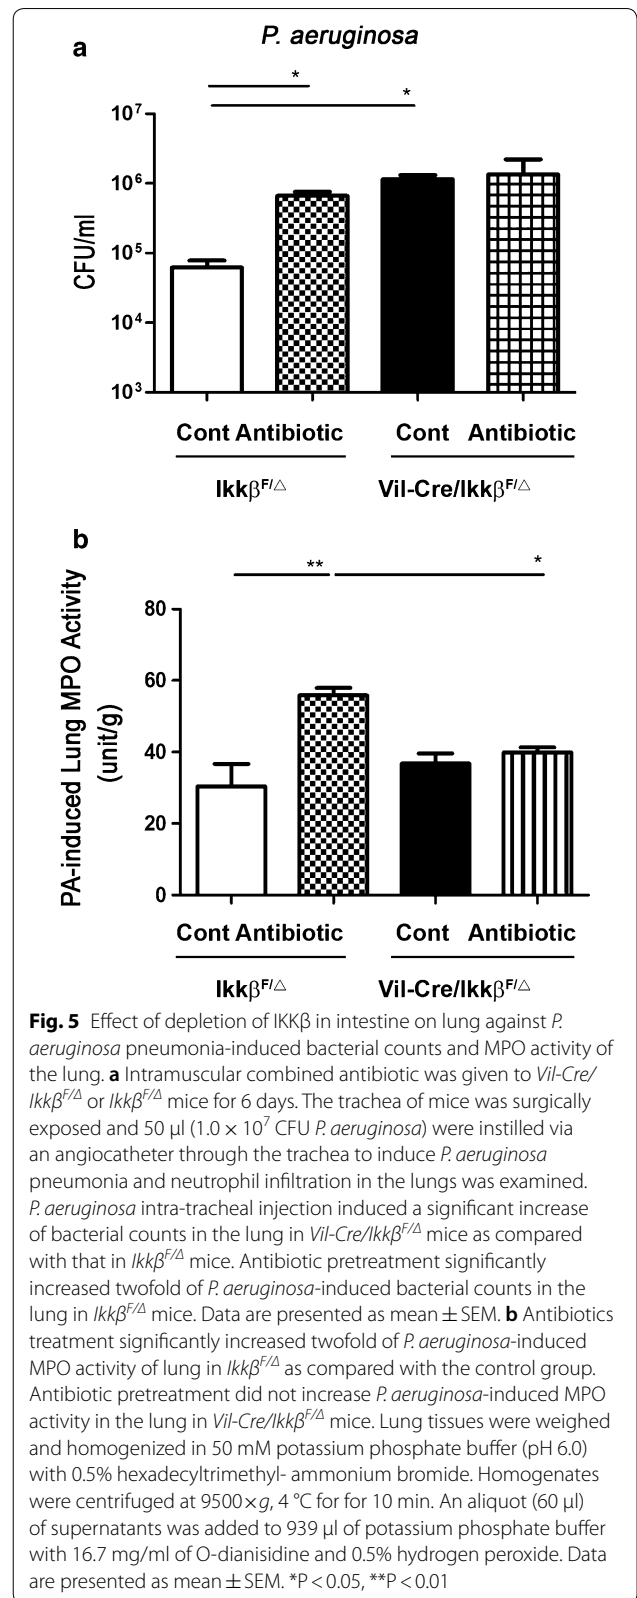 a
P. aeruginosa
*
*
10⁷
10⁶
10⁵
10⁴
10³
CFU/ml
Cont Antibiotic Cont Antibiotic
IkkβF/△ Vil-Cre/IkkβF/△
b
** *
80
60
40
20
0
PA-induced Lung MPO Activity
(unit/g)
Cont Antibiotic Cont Antibiotic
IkkβF/△ Vil-Cre/IkkβF/△
Fig. 5 Effect of depletion of IKKβ in intestine on lung against P.
aeruginosa pneumonia-induced bacterial counts and MPO activity of
the lung. a Intramuscular combined antibiotic was given to Vil-Cre/
IkkβF/Δ or IkkβF/Δ mice for 6 days. The trachea of mice was surgically
exposed and 50 µl (1.0 × 10⁷ CFU P. aeruginosa) were instilled via
an angiocatheter through the trachea to induce P. aeruginosa
pneumonia and neutrophil infiltration in the lungs was examined.
P. aeruginosa intra-tracheal injection induced a significant increase
of bacterial counts in the lung in Vil-Cre/IkkβF/Δ mice as compared
with that in IkkβF/Δ mice. Antibiotic pretreatment significantly
increased twofold of P. aeruginosa-induced bacterial counts in the
lung in IkkβF/Δ mice. Data are presented as mean ± SEM. b Antibiotics
treatment significantly increased twofold of P. aeruginosa-induced
MPO activity of lung in IkkβF/Δ as compared with the control group.
Antibiotic pretreatment did not increase P. aeruginosa-induced MPO
activity in the lung in Vil-Cre/IkkβF/Δ mice. Lung tissues were weighed
and homogenized in 50 mM potassium phosphate buffer (pH 6.0)
with 0.5% hexadecyltrimethyl- ammonium bromide. Homogenates
were centrifuged at 9500×g, 4 °C for for 10 min. An aliquot (60 µl)
of supernatants was added to 939 µl of potassium phosphate buffer
with 16.7 mg/ml of O-dianisidine and 0.5% hydrogen peroxide. Data
are presented as mean ± SEM. *P < 0.05, **P < 0.01